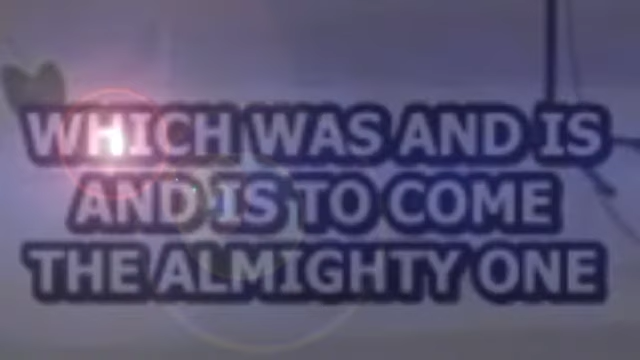 WHICH WAS AND IS
AND IS TO COME
THE ALMIGHTY ONE